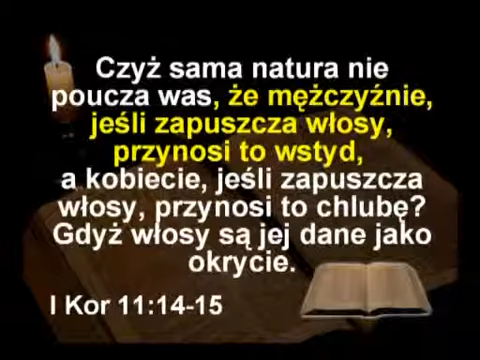 Czyż sama natura nie
poucza was, że mężczyźnie,
jeśli zapuszcza włosy,
przynosi to wstyd,
a kobiecie, jeśli zapuszcza
włosy, przynosi to chlubę?
Gdyż włosy są jej dane jako
okrycie.
I Kor 11:14-15